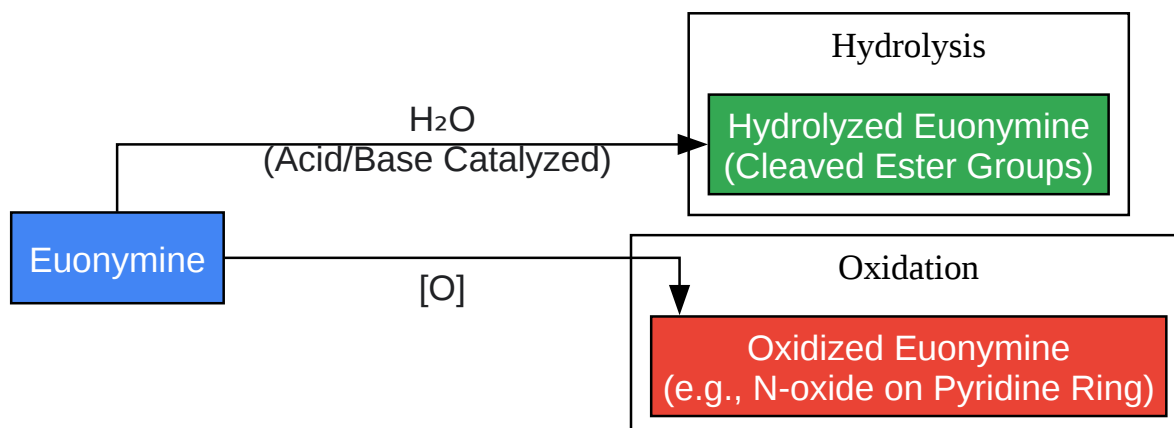 Hydrolysis
H₂O
(Acid/Base Catalyzed)
Hydrolyzed Euonymine
(Cleaved Ester Groups)
Euonymine
[O]
Oxidation
Oxidized Euonymine
(e.g., N-oxide on Pyridine Ring)